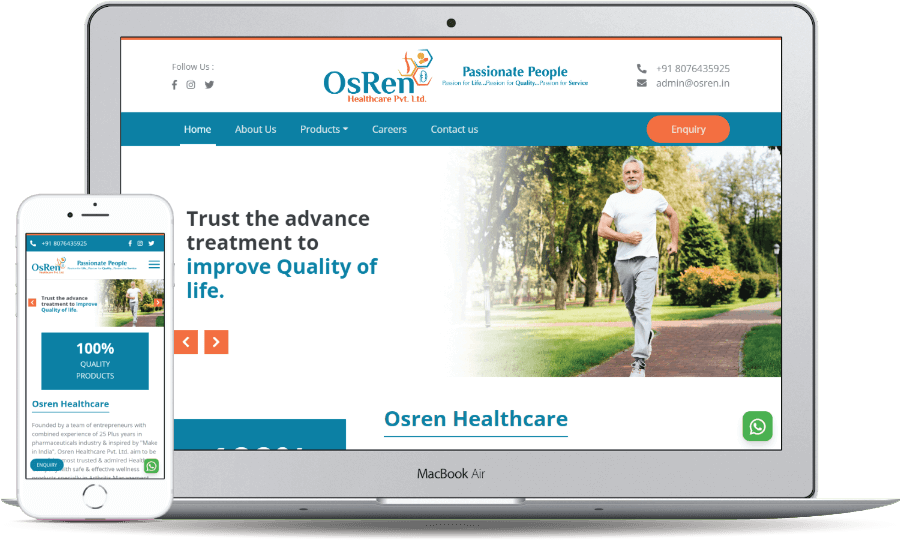 Follow Us :
OsRen
Healthcare Pvt. Ltd.
Passionate People
Passion for Life...Passion for Quality...Passion for Service
+91 8076435925
admin@osren.in
Home
About Us
Products
Careers
Contact us
Enquiry
Trust the advance
treatment to
improve Quality of
life.
Osren Healthcare
MacBook Air
+91 8076435925
OsRen
Passionate People
Trust the advance
treatment to improve
Quality of life.
100%
QUALITY
PRODUCTS
Osren Healthcare
Founded by a team of entrepreneurs with
combined experience of 25 Plus years in
pharmaceuticals industry & inspired by "Make
in India". Osren Healthcare Pvt. Ltd. aim to be
most trusted & admired
ENQUIRY
with safe & effective wellness